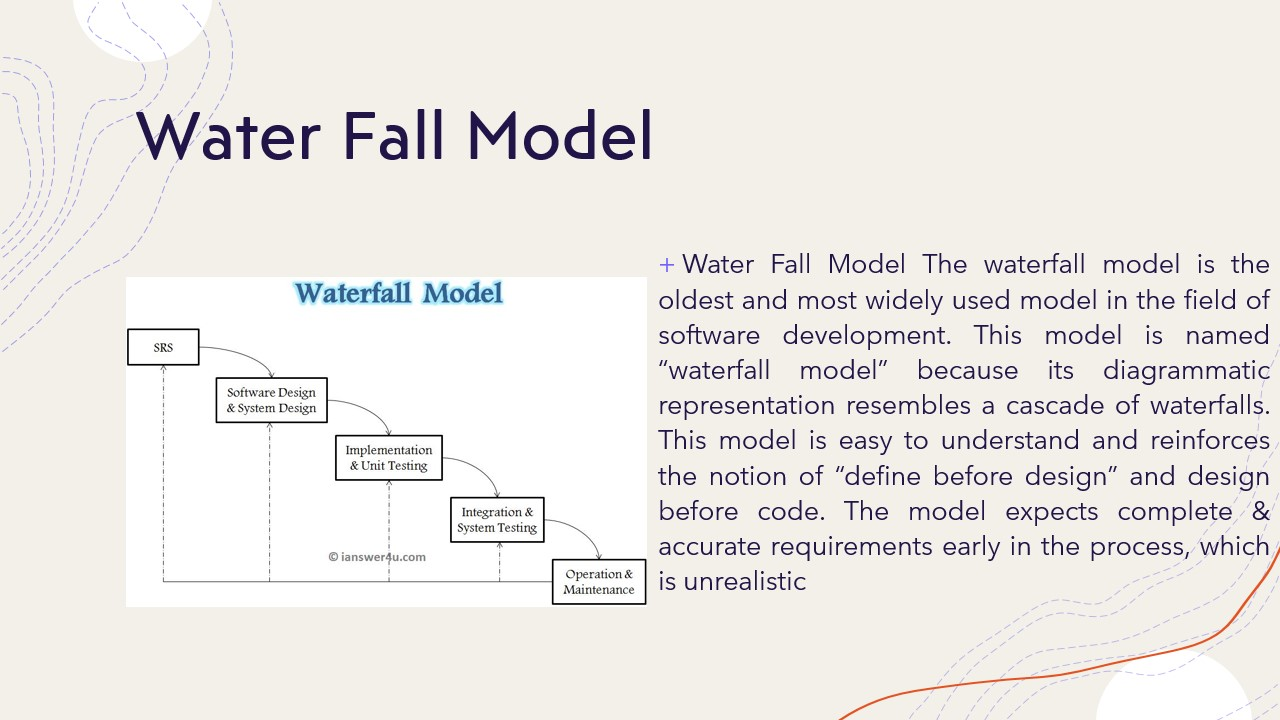 Water Fall Model
Waterfall Model
SRS
Software Design
& System Design
Implementation
& Unit Testing
Integration &
System Testing
© ianswer4u.com
Operation &
Maintenance
+ Water Fall Model The waterfall model is the
oldest and most widely used model in the field of
software development. This model is named
“waterfall model” because its diagrammatic
representation resembles a cascade of waterfalls.
This model is easy to understand and reinforces
the notion of “define before design” and design
before code. The model expects complete &
accurate requirements early in the process, which
is unrealistic